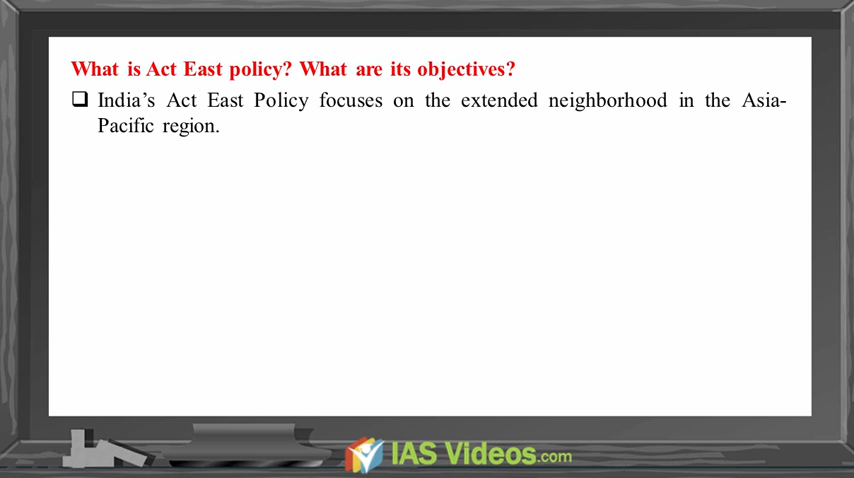 What is Act East policy? What are its objectives?
❑ India’s Act East Policy focuses on the extended neighborhood in the Asia-
Pacific region.
IAS Videos.com